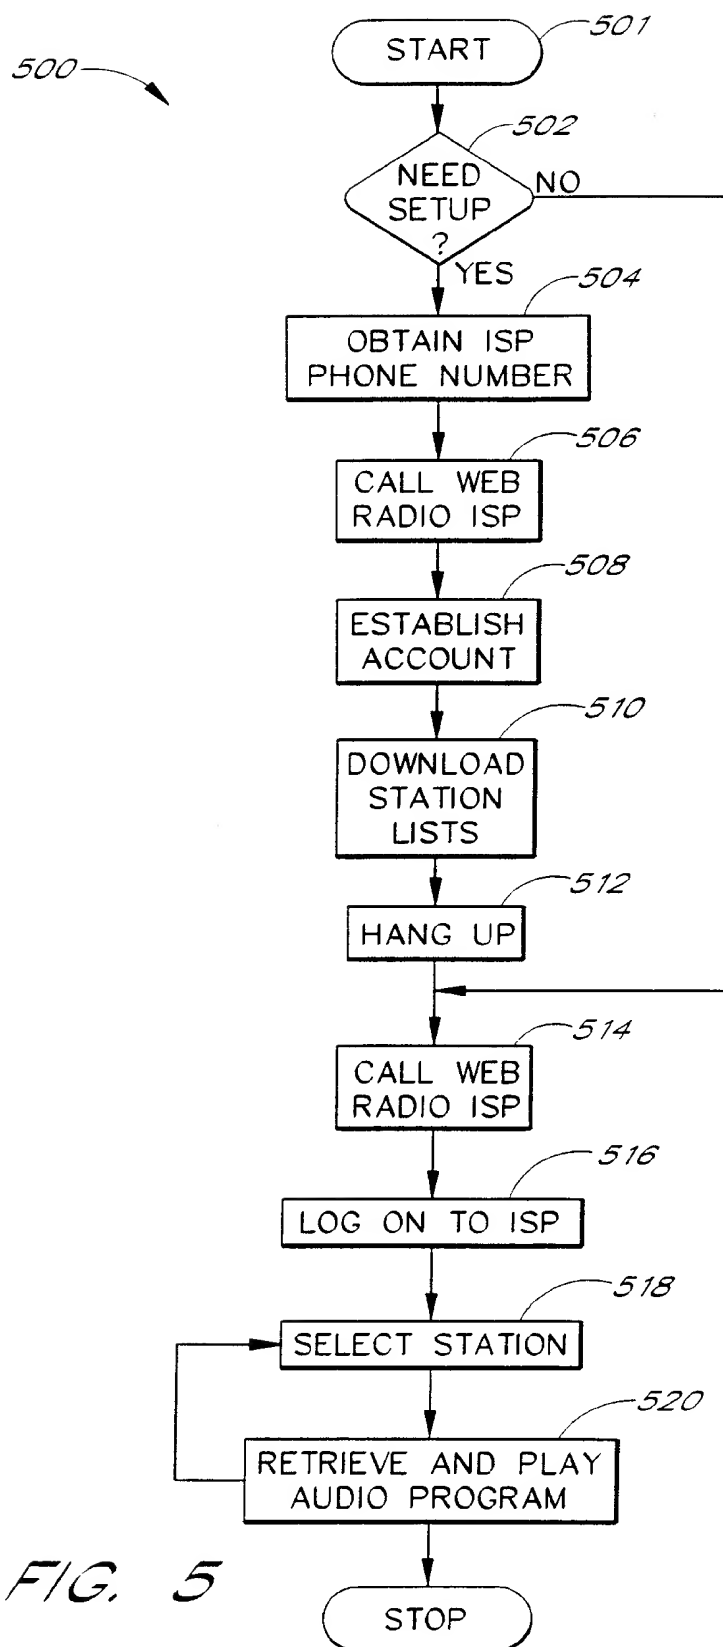 START
501
500
502
NEED
SETUP
?
NO
YES
504
OBTAIN ISP
PHONE NUMBER
506
CALL WEB
RADIO ISP
508
ESTABLISH
ACCOUNT
510
DOWNLOAD
STATION
LISTS
512
HANG UP
514
CALL WEB
RADIO ISP
516
LOG ON TO ISP
518
SELECT STATION
520
RETRIEVE AND PLAY
AUDIO PROGRAM
FIG. 5
STOP